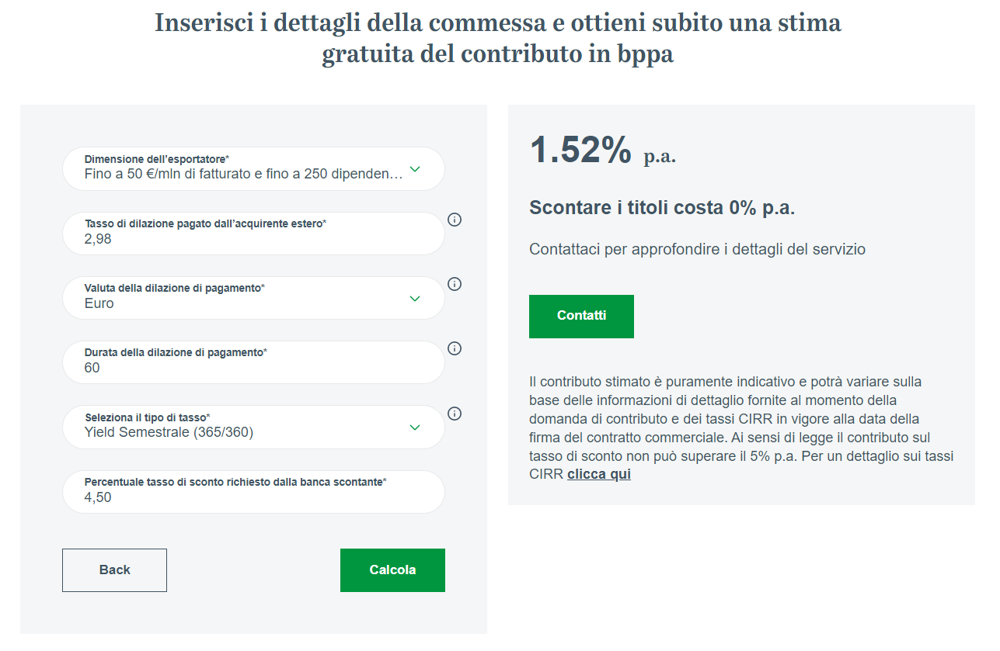 Inserisci i dettagli della commessa e ottieni subito una stima
gratuita del contributo in bppa
Dimensione dell'esportatore*
Fino a 50 €/mln di fatturato e fino a 250 dipenden…
Tasso di dilazione pagato dall'acquirente estero*
2,98
Valuta della dilazione di pagamento*
Euro
Durata della dilazione di pagamento*
60
Seleziona il tipo di tasso*
Yield Semestrale (365/360)
Percentuale tasso di sconto richiesto dalla banca scontante*
4,50
Back
Calcola
1.52% p.a.
Scontare i titoli costa 0% p.a.
Contattaci per approfondire i dettagli del servizio
Contatti
Il contributo stimato è puramente indicativo e potrà variare sulla
base delle informazioni di dettaglio fornite al momento della
domanda di contributo e dei tassi CIRR in vigore alla data della
firma del contratto commerciale. Ai sensi di legge il contributo sul
tasso di sconto non può superare il 5% p.a. Per un dettaglio sui tassi
CIRR clicca qui